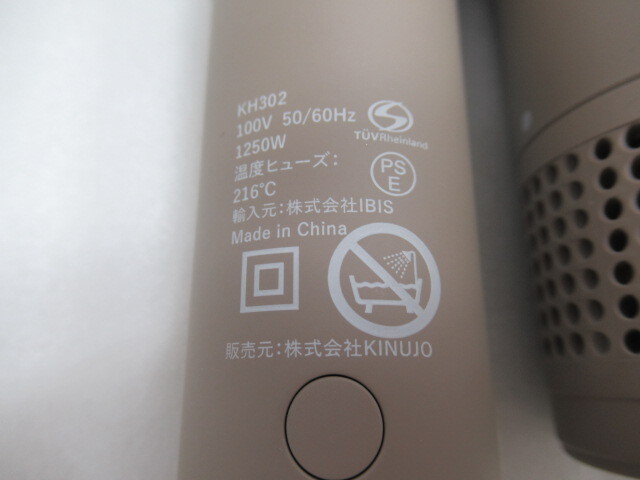 KH302
100V 50/60Hz
1250W
TÜVRheinland
温度ヒューズ:
216℃
PS
E
輸入元:株式会社IBIS
Made in China
販売元:株式会社KINUJO